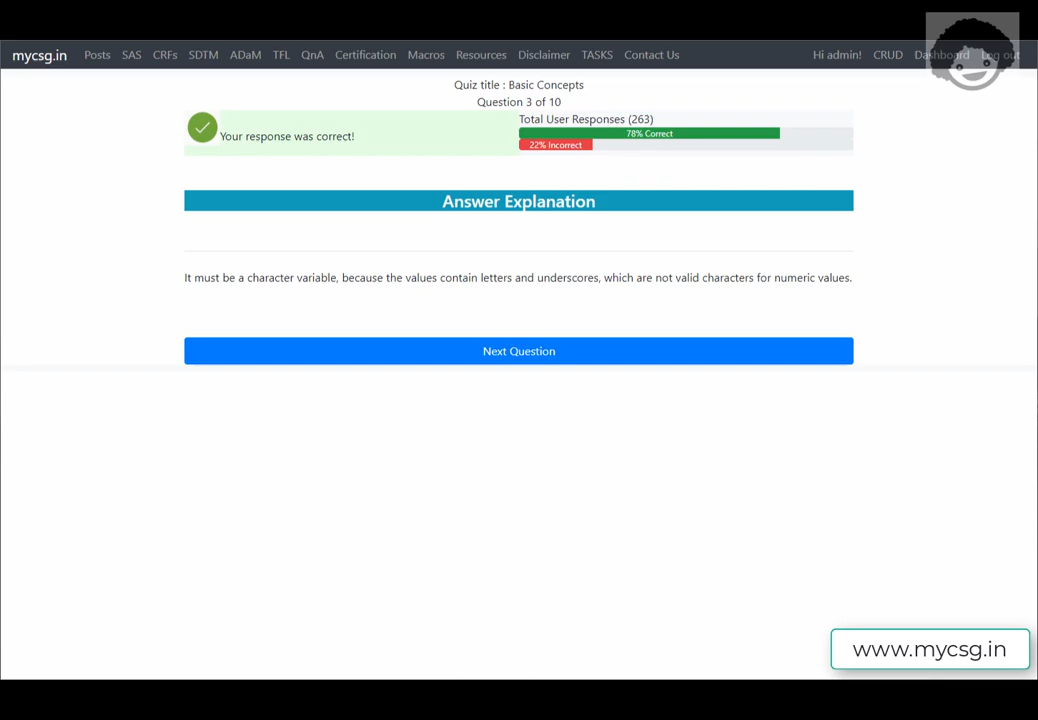 mycsg.in Posts SAS CRFs SDTM ADaM TFL QnA Certification Macros Resources Disclaimer TASKS Contact Us Hi admin! CRUD Dashboard Log out
Quiz title : Basic Concepts
Question 3 of 10
Your response was correct!
Total User Responses (263)
78% Correct
22% Incorrect
Answer Explanation
It must be a character variable, because the values contain letters and underscores, which are not valid characters for numeric values.
Next Question
www.mycsg.in